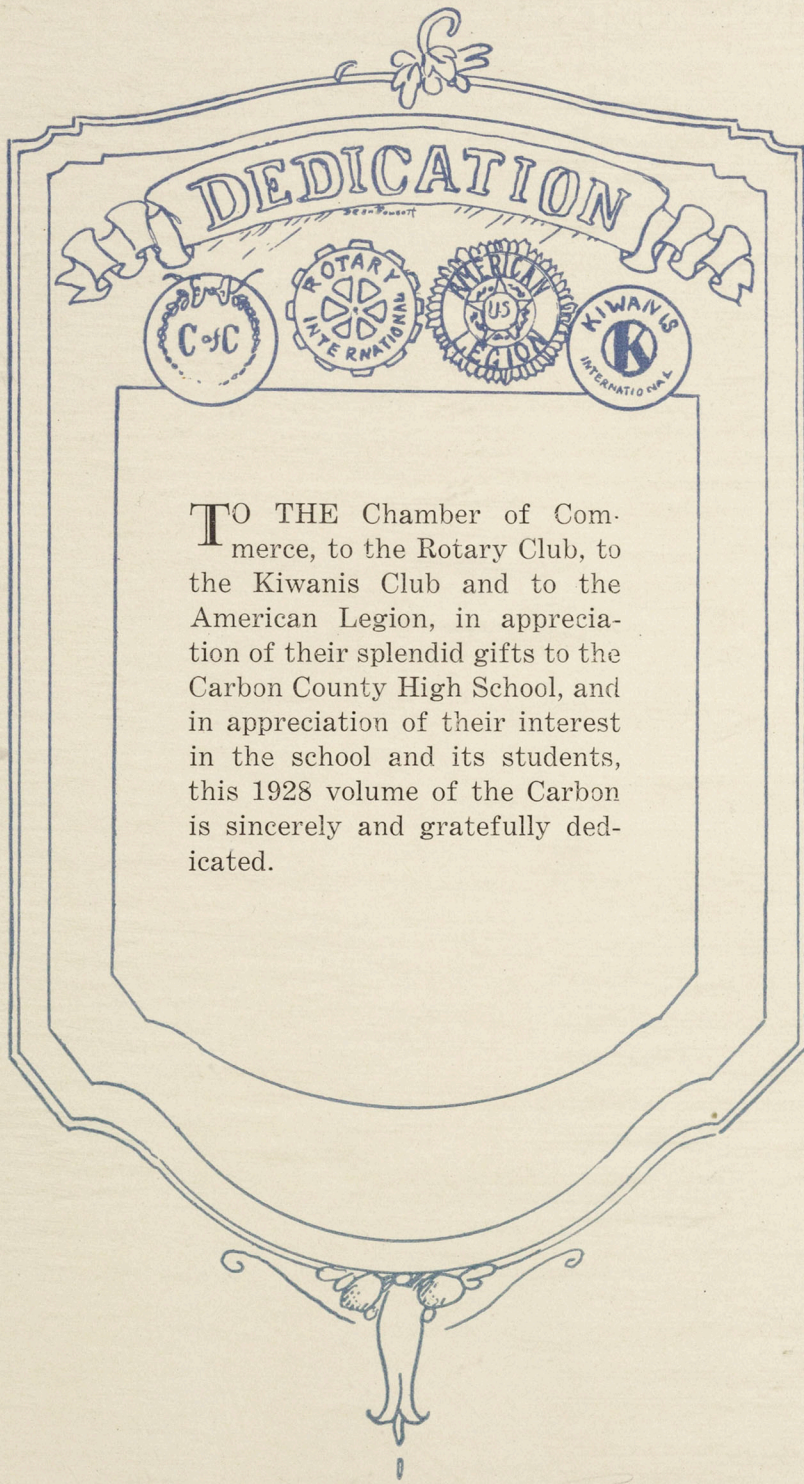 DEDICATION
C of C
ROTARY
INTERNATIONAL
AMERICAN
US
LEGION
KIWANIS
K
INTERNATIONAL
TO THE Chamber of Com-
merce, to the Rotary Club, to
the Kiwanis Club and to the
American Legion, in apprecia-
tion of their splendid gifts to the
Carbon County High School, and
in appreciation of their interest
in the school and its students,
this 1928 volume of the Carbon
is sincerely and gratefully ded-
icated.